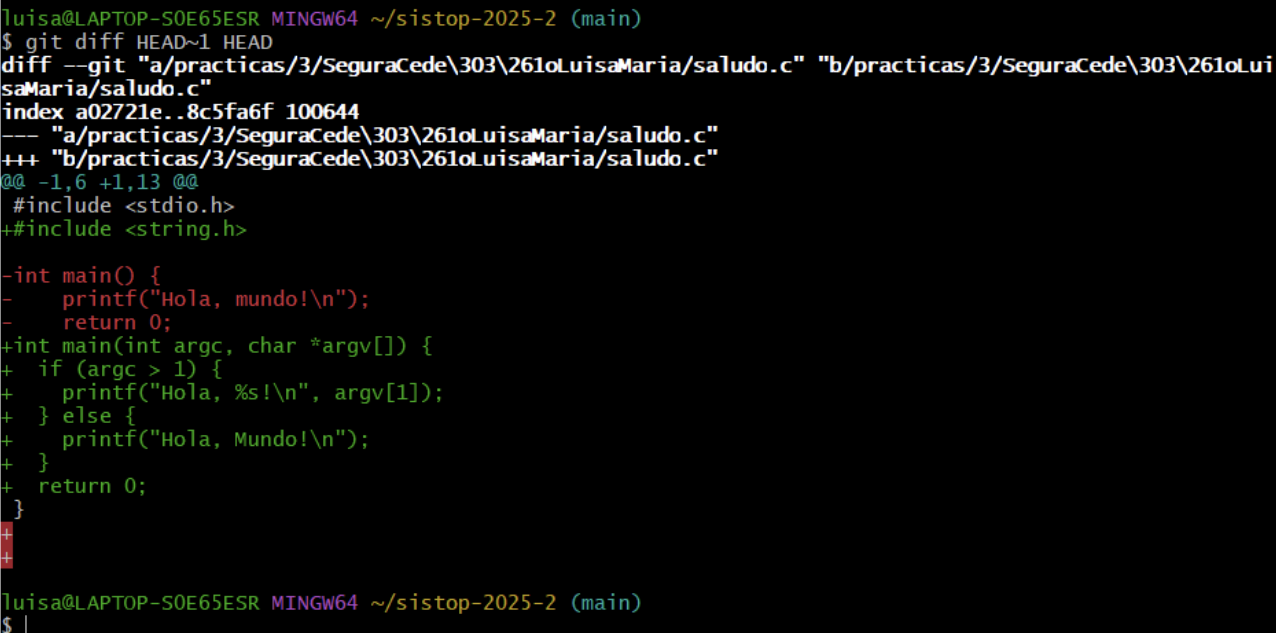 luisa@LAPTOP-SOE65ESR MINGW64 ~/sistop-2025-2 (main)
$ git diff HEAD~1 HEAD
diff --git "a/practicas/3/SeguraCede\303\261oLuisaMaria/saludo.c" "b/practicas/3/SeguraCede\303\261oLui
saMaria/saludo.c"
index a02721e..8c5fa6f 100644
--- "a/practicas/3/SeguraCede\303\261oLuisaMaria/saludo.c"
+++ "b/practicas/3/SeguraCede\303\261oLuisaMaria/saludo.c"
@@ -1,6 +1,13 @@
 #include <stdio.h>
+#include <string.h>

-int main() {
-    printf("Hola, mundo!\n");
-    return 0;
+int main(int argc, char *argv[]) {
+  if (argc > 1) {
+    printf("Hola, %s!\n", argv[1]);
+  } else {
+    printf("Hola, Mundo!\n");
+  }
+  return 0;
 }
+
+

luisa@LAPTOP-SOE65ESR MINGW64 ~/sistop-2025-2 (main)
$